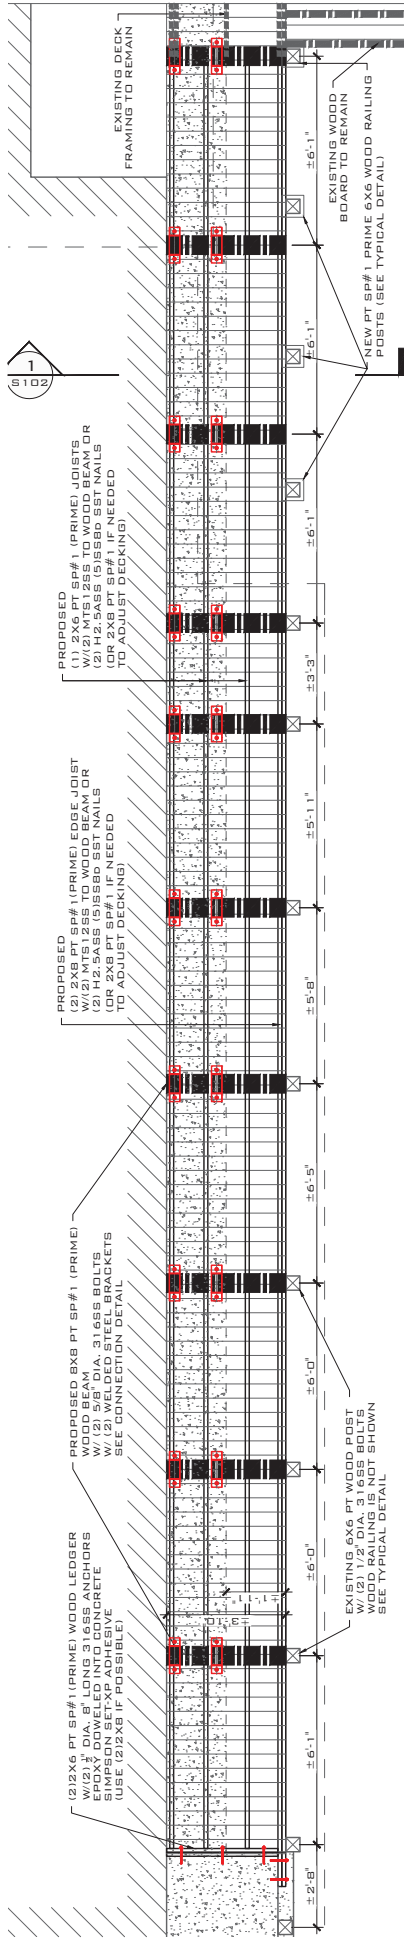 (2)2X6 PT SP#1(PRIME) WOOD LEDGER
W/(2) ½" DIA. 8" LONG 316SS ANCHORS
EPOXY DOWELED INTO CONCRETE
SIMPSON SET-XP ADHESIVE
(USE (2)2X8 IF POSSIBLE)
PROPOSED 8X8 PT SP#1 (PRIME)
WOOD BEAM
W/ (2) 5/8" DIA. 316SS BOLTS
W/ (2) WELDED STEEL BRACKETS
SEE CONNECTION DETAIL
PROPOSED
(2) 2X8 PT SP#1(PRIME) EDGE JOIST
W/(2) MTS12SS TO WOOD BEAM OR
(2) H2.5ASS (5)SS8D SST NAILS
(OR 2X8 PT SP#1 IF NEEDED
TO ADJUST DECKING)
PROPOSED
(1) 2X6 PT SP#1 (PRIME) JOISTS
W/(2) MTS12SS TO WOOD BEAM OR
(2) H2.5ASS (5)SS8D SST NAILS
(OR 2X8 PT SP#1 IF NEEDED
TO ADJUST DECKING)
1
S102
EXISTING DECK
FRAMING TO REMAIN
±3'-10"
±1'-11"
EXISTING 6X6 PT WOOD POST
W/ (2) 1/2" DIA. 316SS BOLTS
WOOD RAILING IS NOT SHOWN
SEE TYPICAL DETAIL
EXISTING WOOD
BOARD TO REMAIN
NEW PT SP#1 PRIME 6X6 WOOD RAILING
POSTS (SEE TYPICAL DETAIL)
±2'-8"
±6'-1"
±6'-0"
±6'-0"
±6'-5"
±5'-8"
±5'-11"
±3'-3"
±6'-1"
±6'-1"
±6'-1"